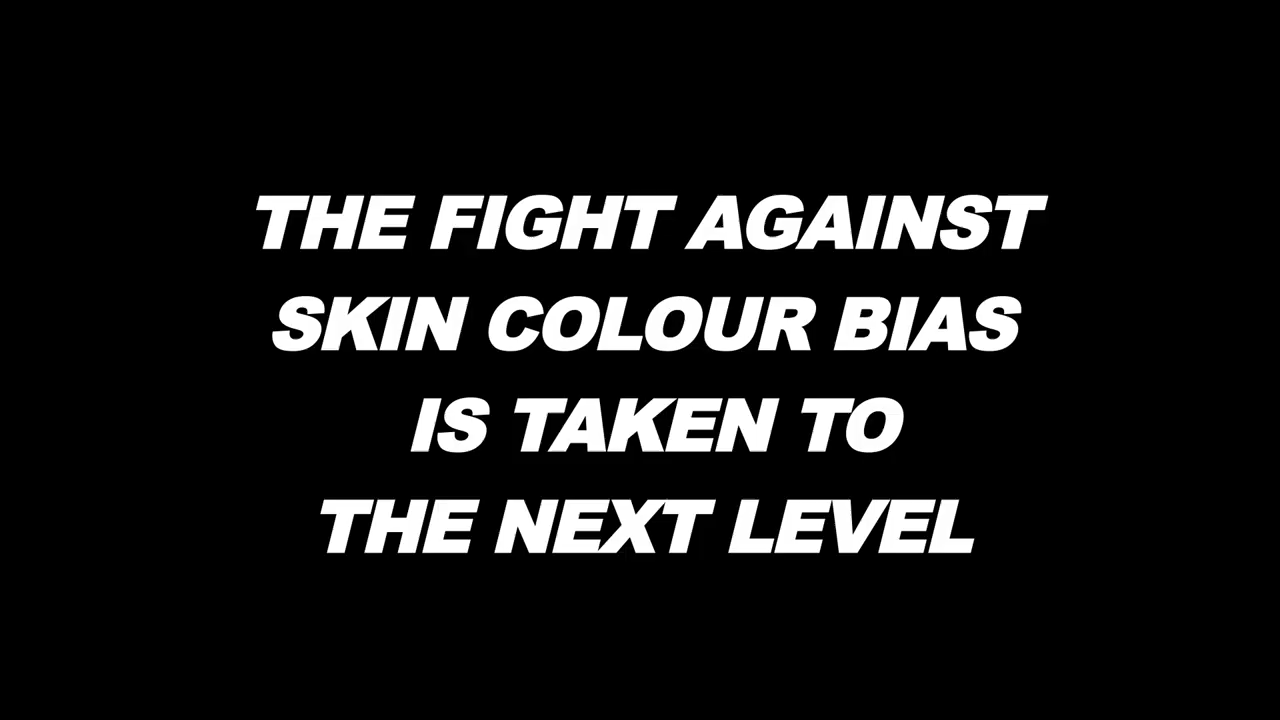 THE FIGHT AGAINST
SKIN COLOUR BIAS
IS TAKEN TO
THE NEXT LEVEL